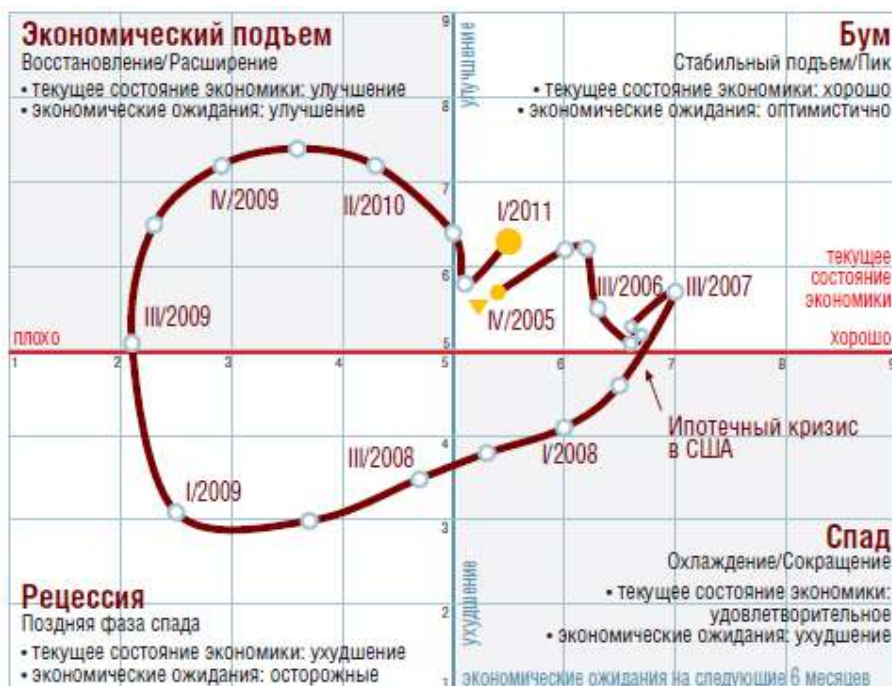 Экономический подъем
Восстановление/Расширение
• текущее состояние экономики: улучшение
• экономические ожидания: улучшение
Бум
Стабильный подъем/Пик
• текущее состояние экономики: хорошо
• экономические ожидания: оптимистично
улучшение
9
8
7
6
5
4
3
2
1
IV/2009
II/2010
I/2011
III/2006
III/2007
IV/2005
III/2009
текущее
состояние
экономики
плохо
хорошо
1
2
3
4
5
6
7
8
9
Ипотечный кризис
в США
III/2008
I/2008
I/2009
Спад
Охлаждение/Сокращение
• текущее состояние экономики:
удовлетворительное
• экономические ожидания: ухудшение
ухудшение
Рецессия
Поздняя фаза спада
• текущее состояние экономики: ухудшение
• экономические ожидания: осторожные
экономические ожидания на следующие 6 месяцев